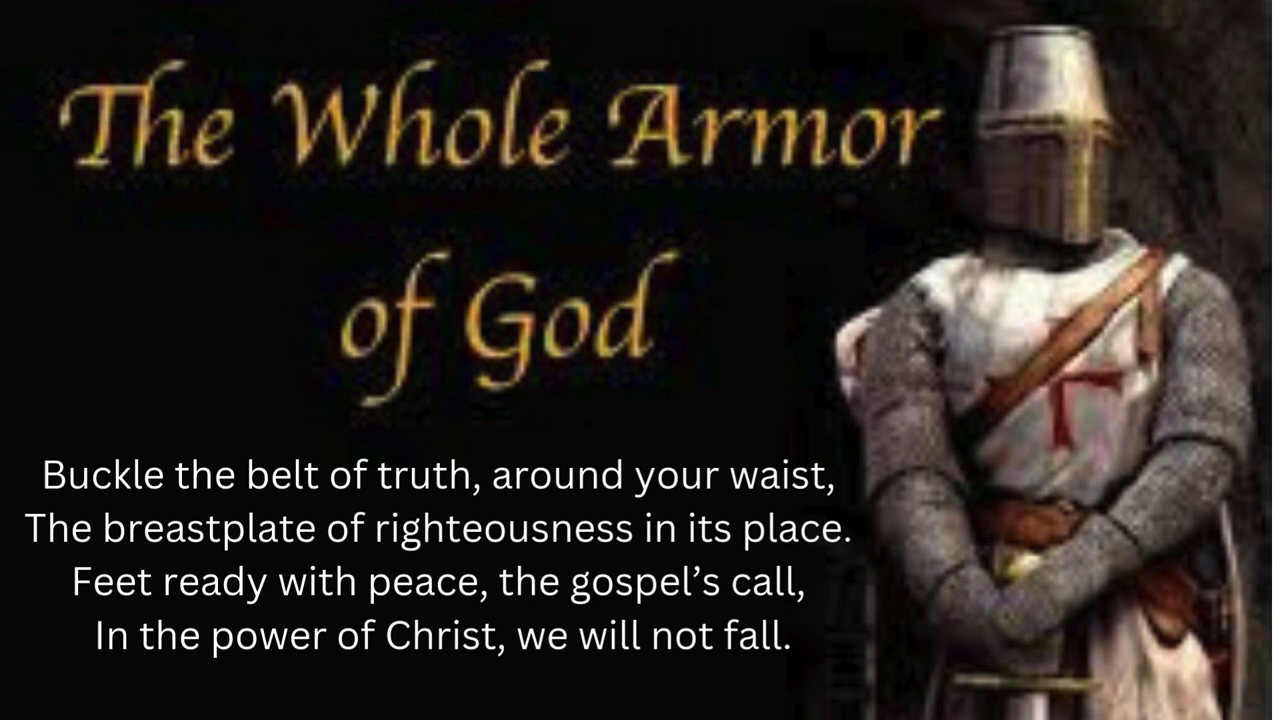 The Whole Armor
of God
Buckle the belt of truth, around your waist,
The breastplate of righteousness in its place.
Feet ready with peace, the gospel’s call,
In the power of Christ, we will not fall.